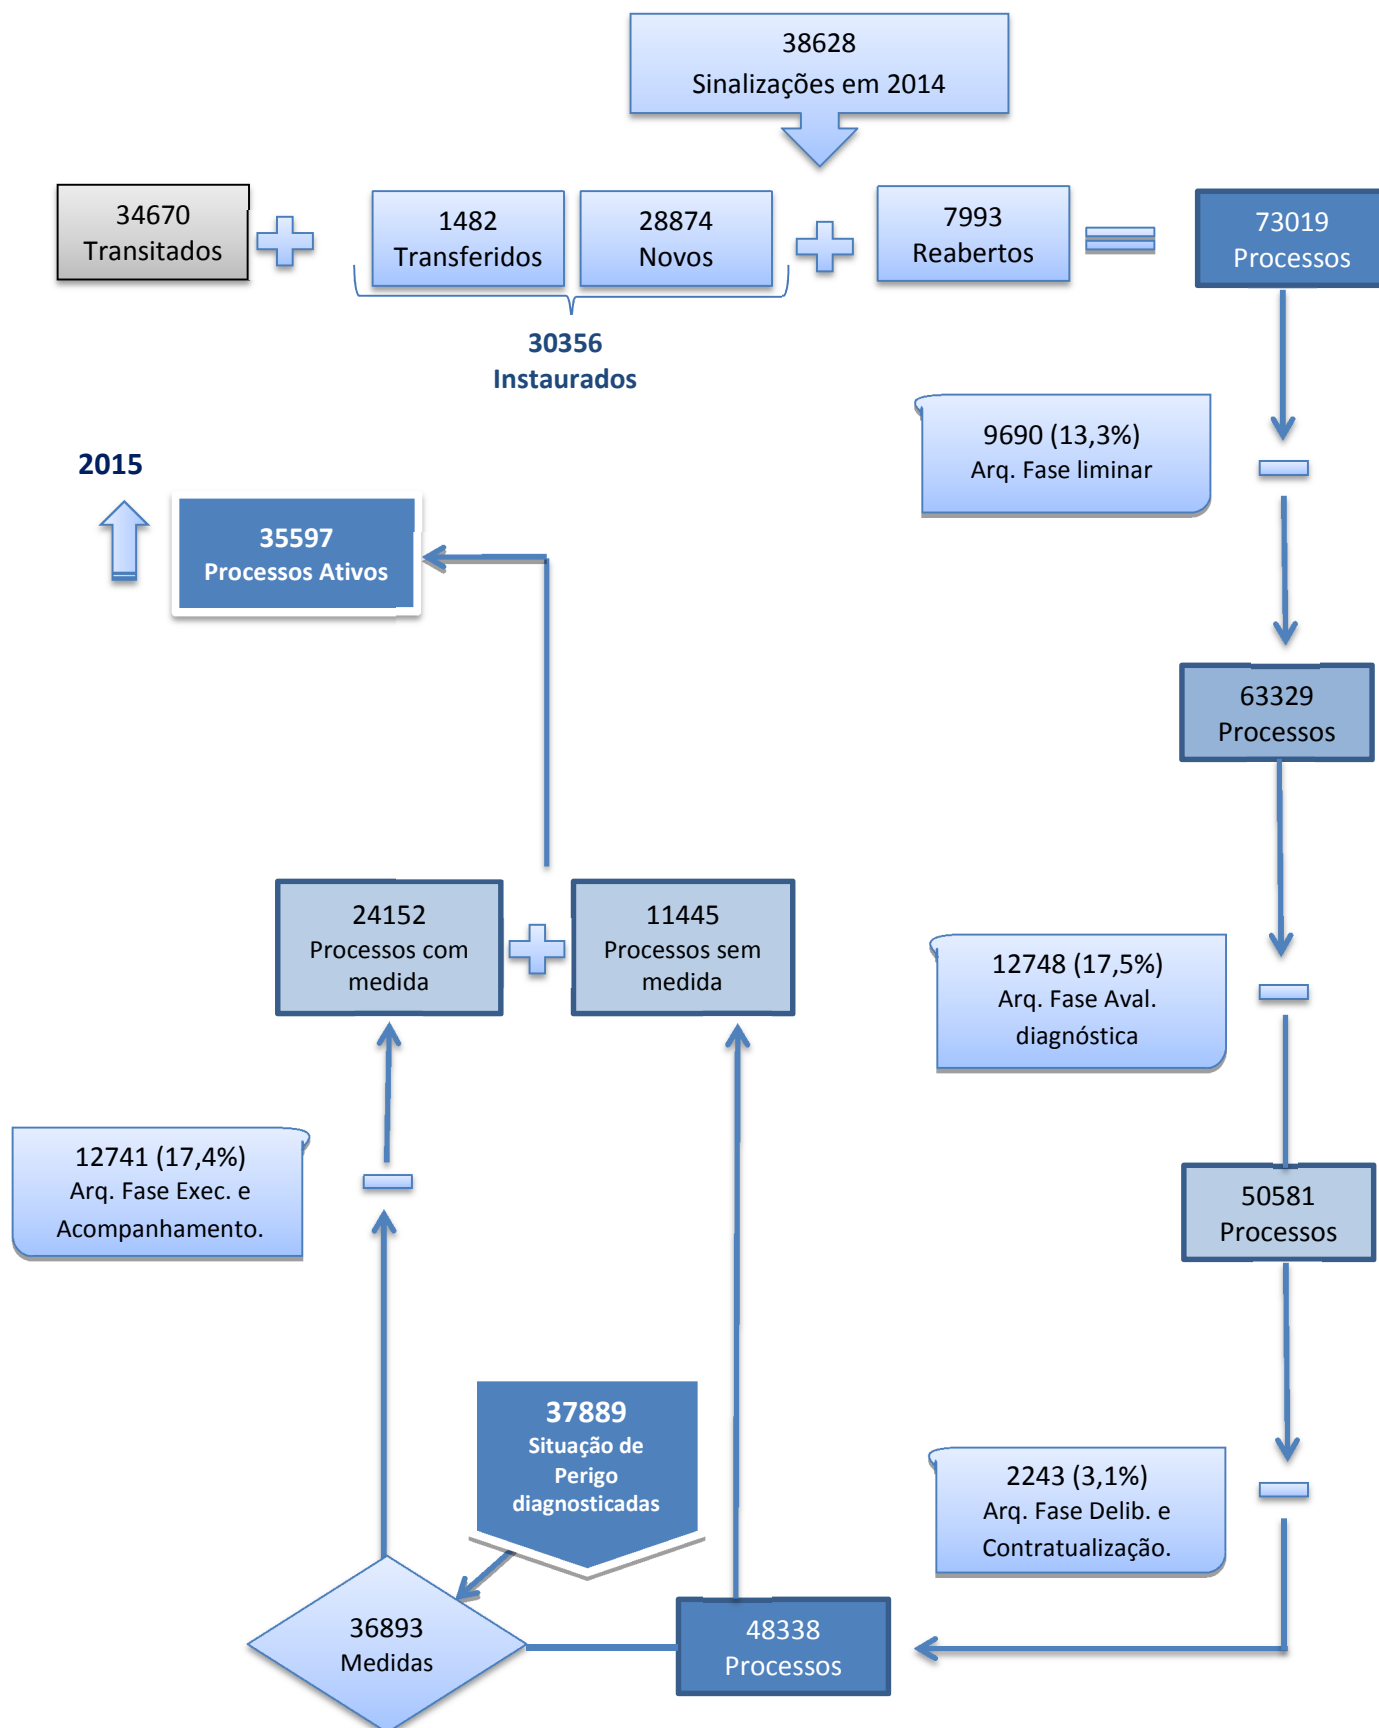 38628
Sinalizações em 2014
34670
Transitados
1482
Transferidos
28874
Novos
7993
Reabertos
73019
Processos
30356
Instaurados
9690 (13,3%)
Arq. Fase liminar
2015
35597
Processos Ativos
63329
Processos
24152
Processos com
medida
11445
Processos sem
medida
12748 (17,5%)
Arq. Fase Aval.
diagnóstica
12741 (17,4%)
Arq. Fase Exec. e
Acompanhamento.
50581
Processos
37889
Situação de
Perigo
diagnosticadas
2243 (3,1%)
Arq. Fase Delib. e
Contratualização.
36893
Medidas
48338
Processos